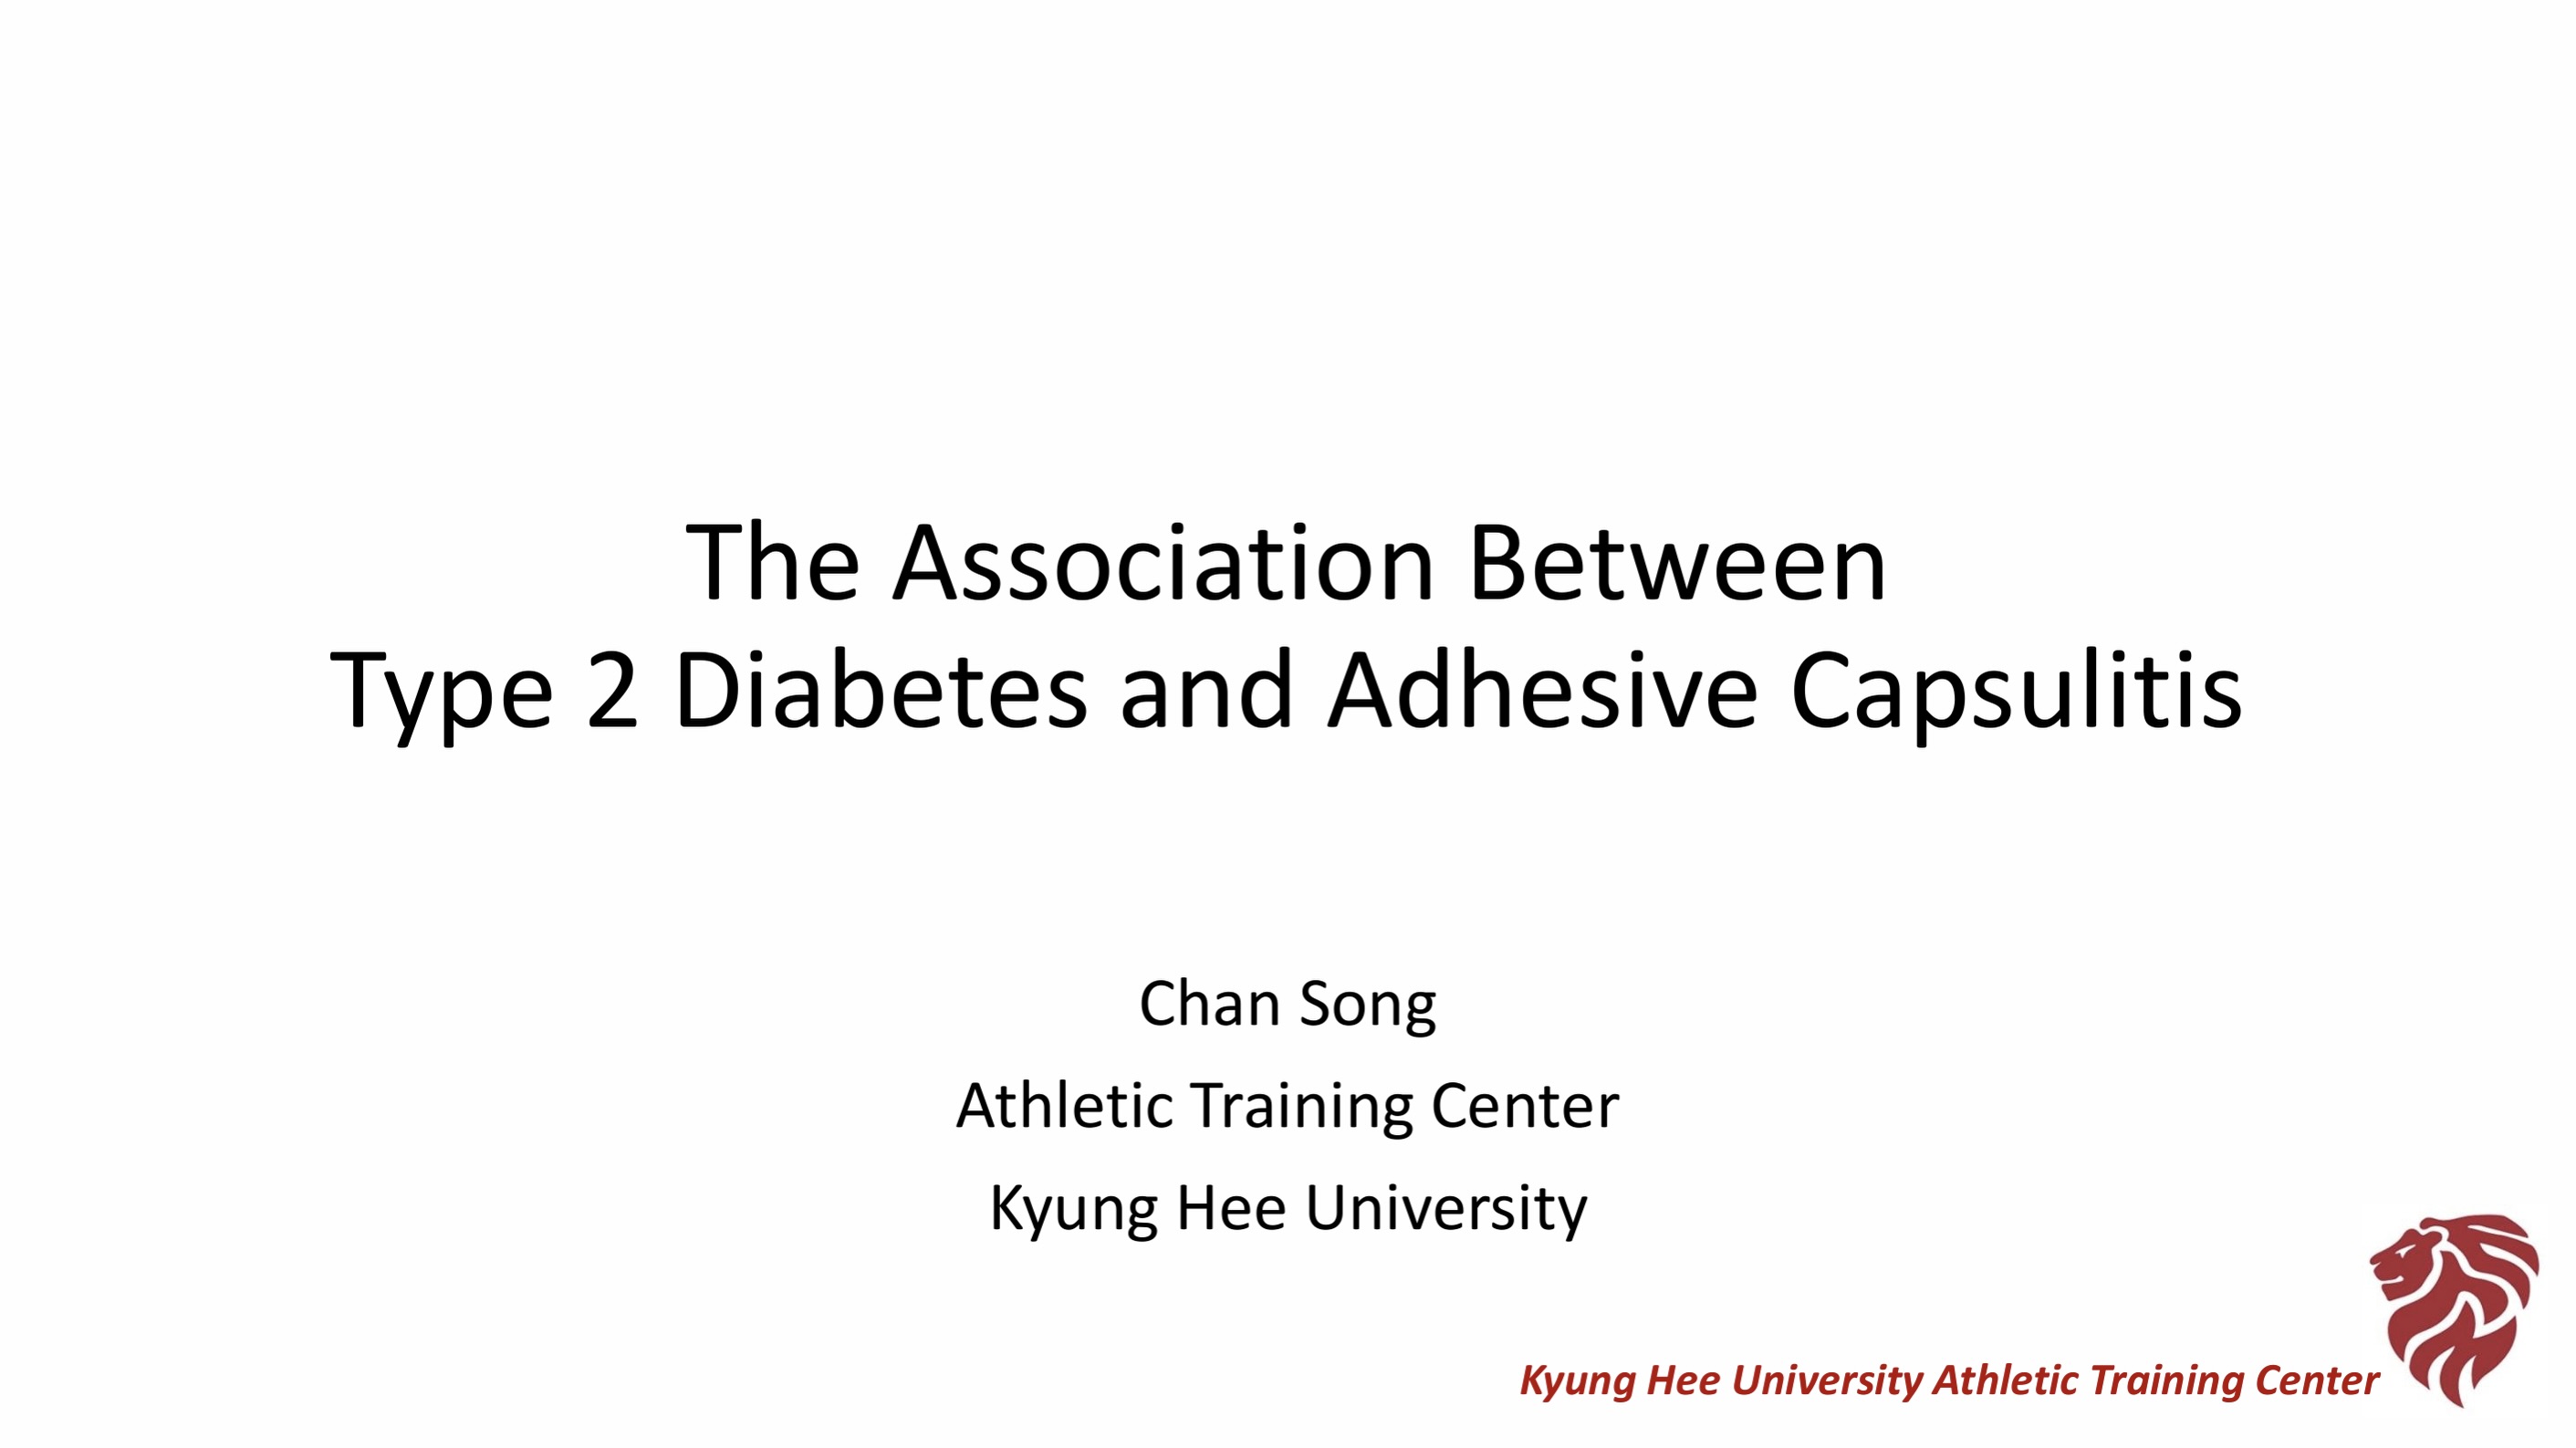 The Association Between
Type 2 Diabetes and Adhesive Capsulitis
Chan Song
Athletic Training Center
Kyung Hee University
Kyung Hee University Athletic Training Center